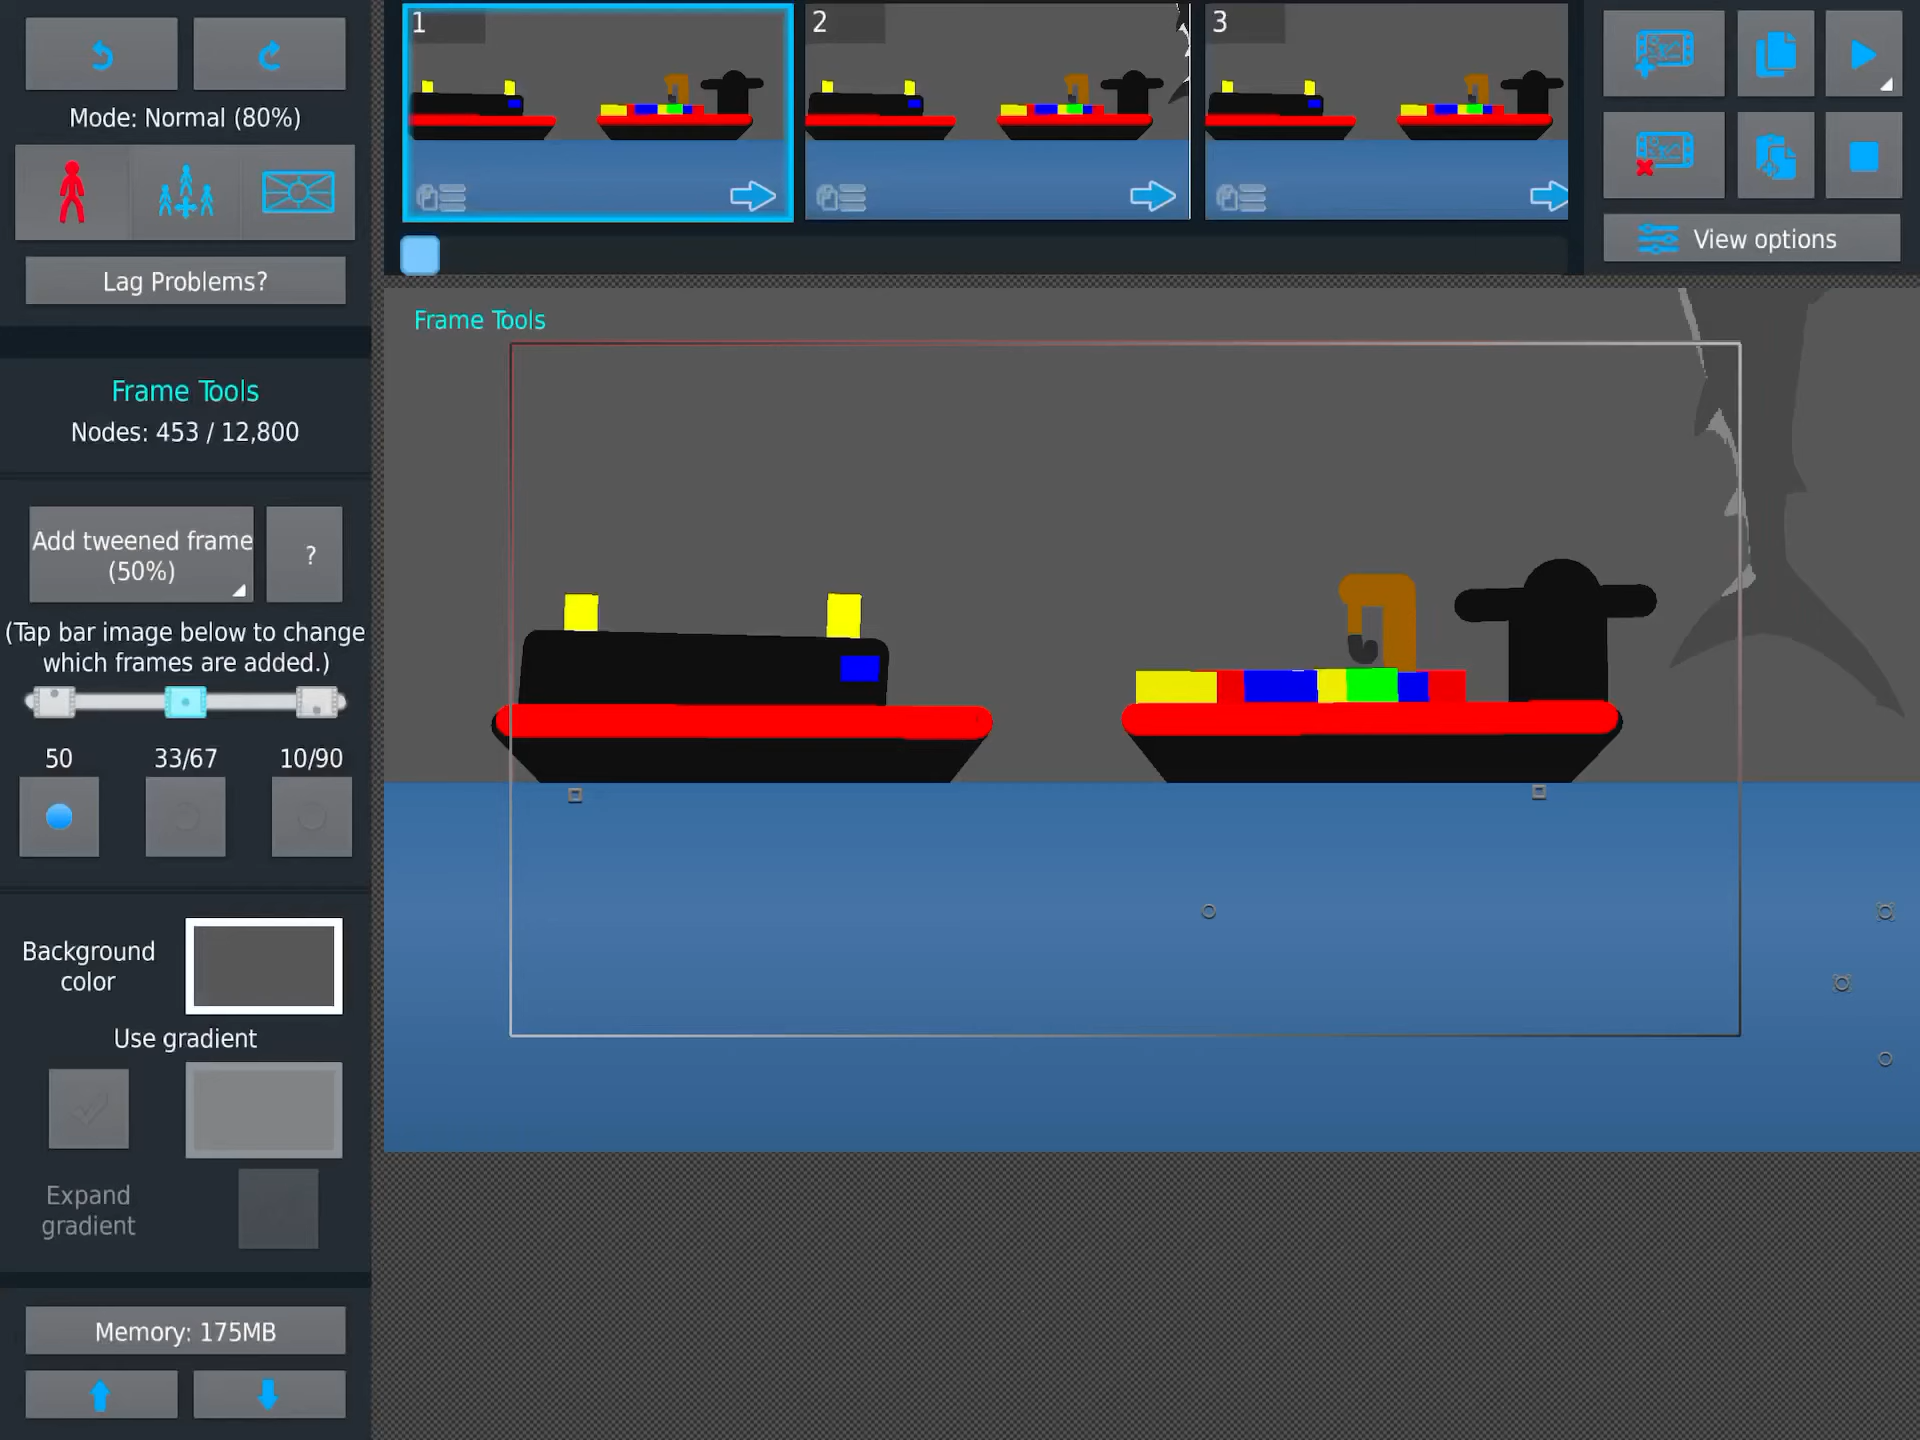 1
2
3
Mode: Normal (80%)
Lag Problems?
View options
Frame Tools
Frame Tools
Nodes: 453 / 12,800
Add tweened frame
(50%)
?
(Tap bar image below to change
which frames are added.)
50
33/67
10/90
Background
color
Use gradient
Expand
gradient
Memory: 175MB